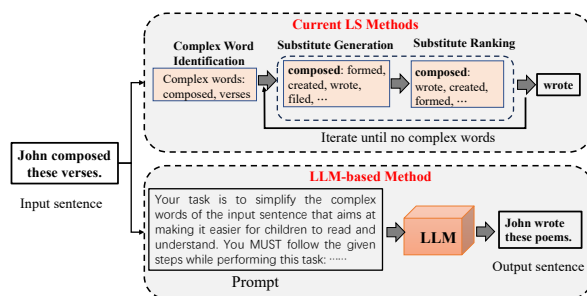 Current LS Methods
Complex Word
Identification
Substitute Generation
Substitute Ranking
Complex words:
composed, verses
composed: formed,
created, wrote,
filed, ...
composed:
wrote, created,
formed, ...
wrote
Iterate until no complex words
John composed
these verses.
Input sentence
LLM-based Method
Your task is to simplify the complex
words of the input sentence that aims at
making it easier for children to read and
understand. You MUST follow the given
steps while performing this task: ······
Prompt
LLM
John wrote
these poems.
Output sentence